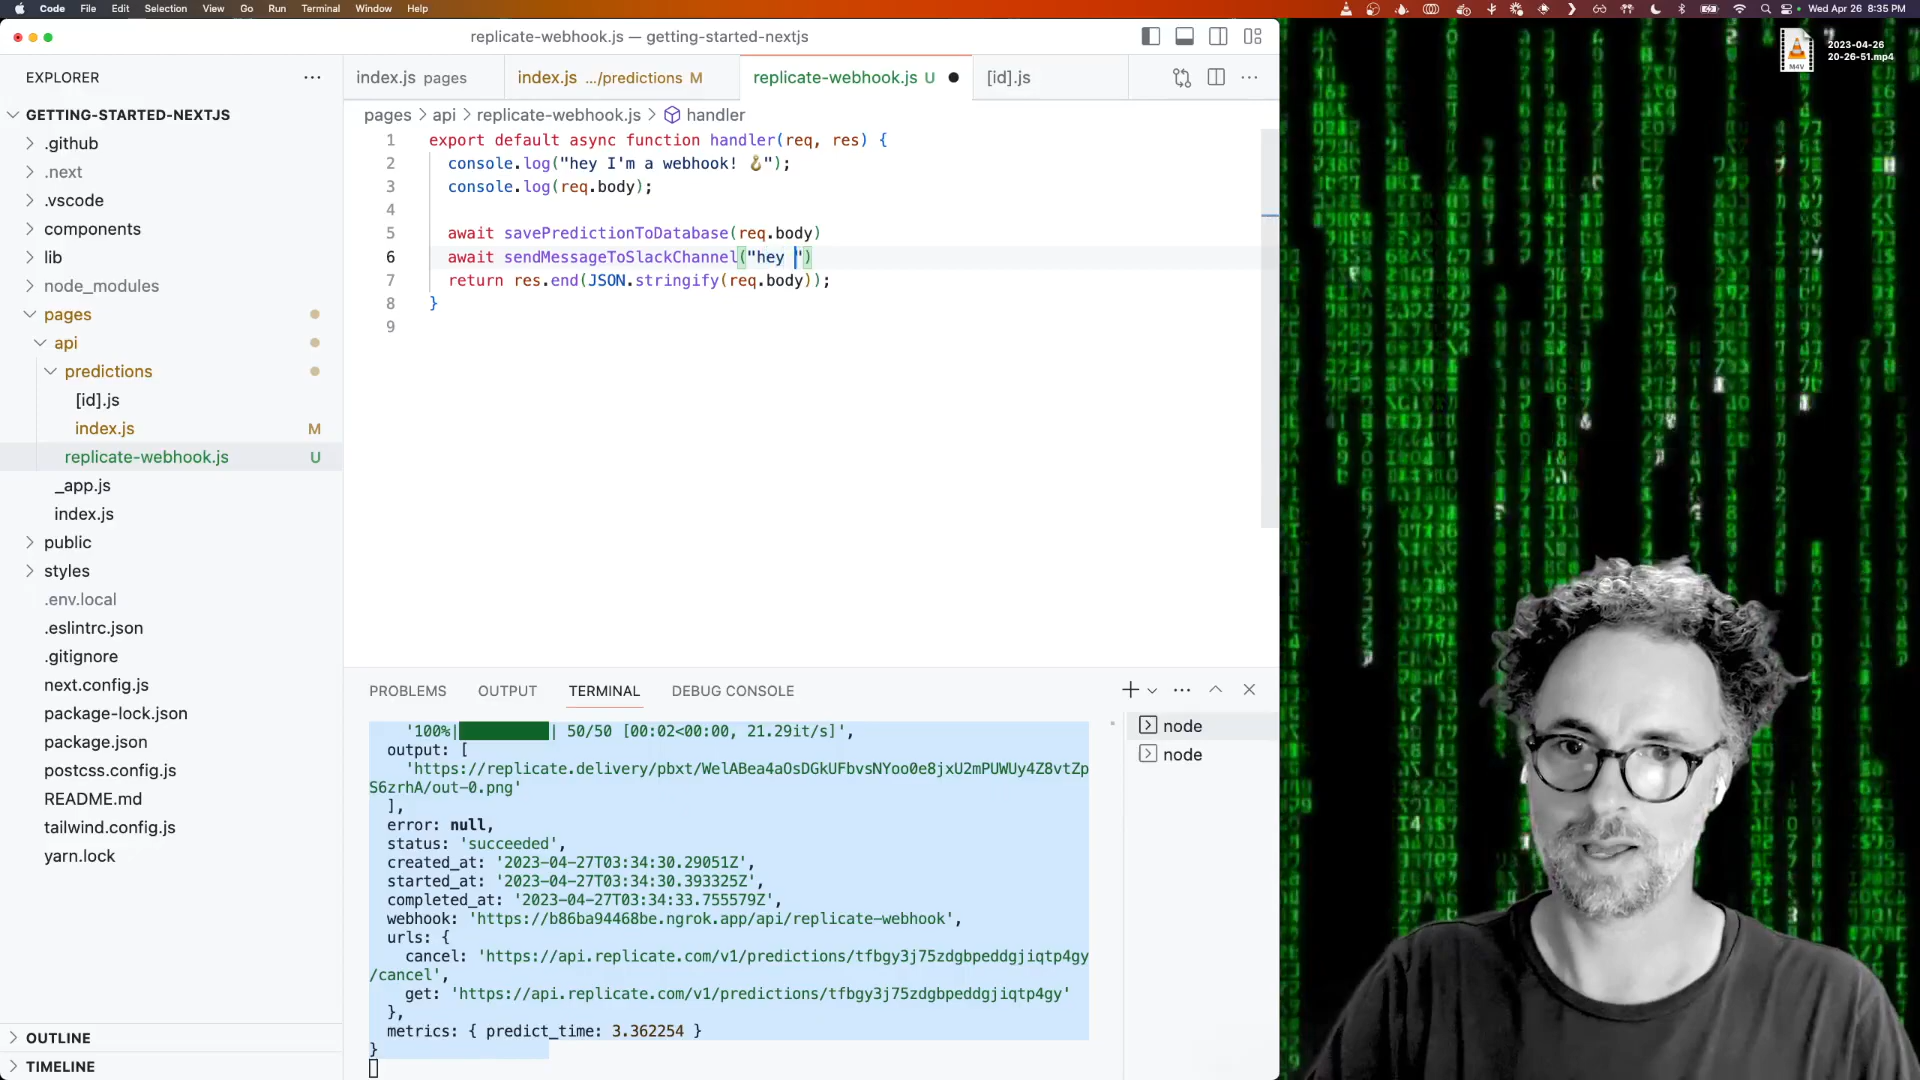 Code File Edit Selection View Go Run Terminal Window Help
Wed Apr 26 8:35 PM
replicate-webhook.js — getting-started-nextjs
2023-04-26
20-26-51.mp4
M4V
EXPLORER
index.js pages
index.js .../predictions M
replicate-webhook.js U
[id].js
pages > api > replicate-webhook.js > handler
GETTING-STARTED-NEXTJS
.github
.next
.vscode
components
lib
node_modules
pages
api
predictions
[id].js
index.js M
replicate-webhook.js U
_app.js
index.js
public
styles
.env.local
.eslintrc.json
.gitignore
next.config.js
package-lock.json
package.json
postcss.config.js
README.md
tailwind.config.js
yarn.lock
OUTLINE
TIMELINE
1 export default async function handler(req, res) {
2 console.log("hey I'm a webhook! 🪝");
3 console.log(req.body);
4
5 await savePredictionToDatabase(req.body)
6 await sendMessageToSlackChannel("hey ")
7 return res.end(JSON.stringify(req.body));
8 }
9
PROBLEMS OUTPUT TERMINAL DEBUG CONSOLE
node
node
'100%|██████████| 50/50 [00:02<00:00, 21.29it/s]',
output: [
'https://replicate.delivery/pbxt/WelABea4aOsDGkUFbvsNYoo0e8jxU2mPUWUy4Z8vtZp
S6zrhA/out-0.png'
],
error: null,
status: 'succeeded',
created_at: '2023-04-27T03:34:30.29051Z',
started_at: '2023-04-27T03:34:30.393325Z',
completed_at: '2023-04-27T03:34:33.755579Z',
webhook: 'https://b86ba94468be.ngrok.app/api/replicate-webhook',
urls: {
cancel: 'https://api.replicate.com/v1/predictions/tfbgy3j75zdgbpeddgjiqtp4gy
/cancel',
get: 'https://api.replicate.com/v1/predictions/tfbgy3j75zdgbpeddgjiqtp4gy'
},
metrics: { predict_time: 3.362254 }
}